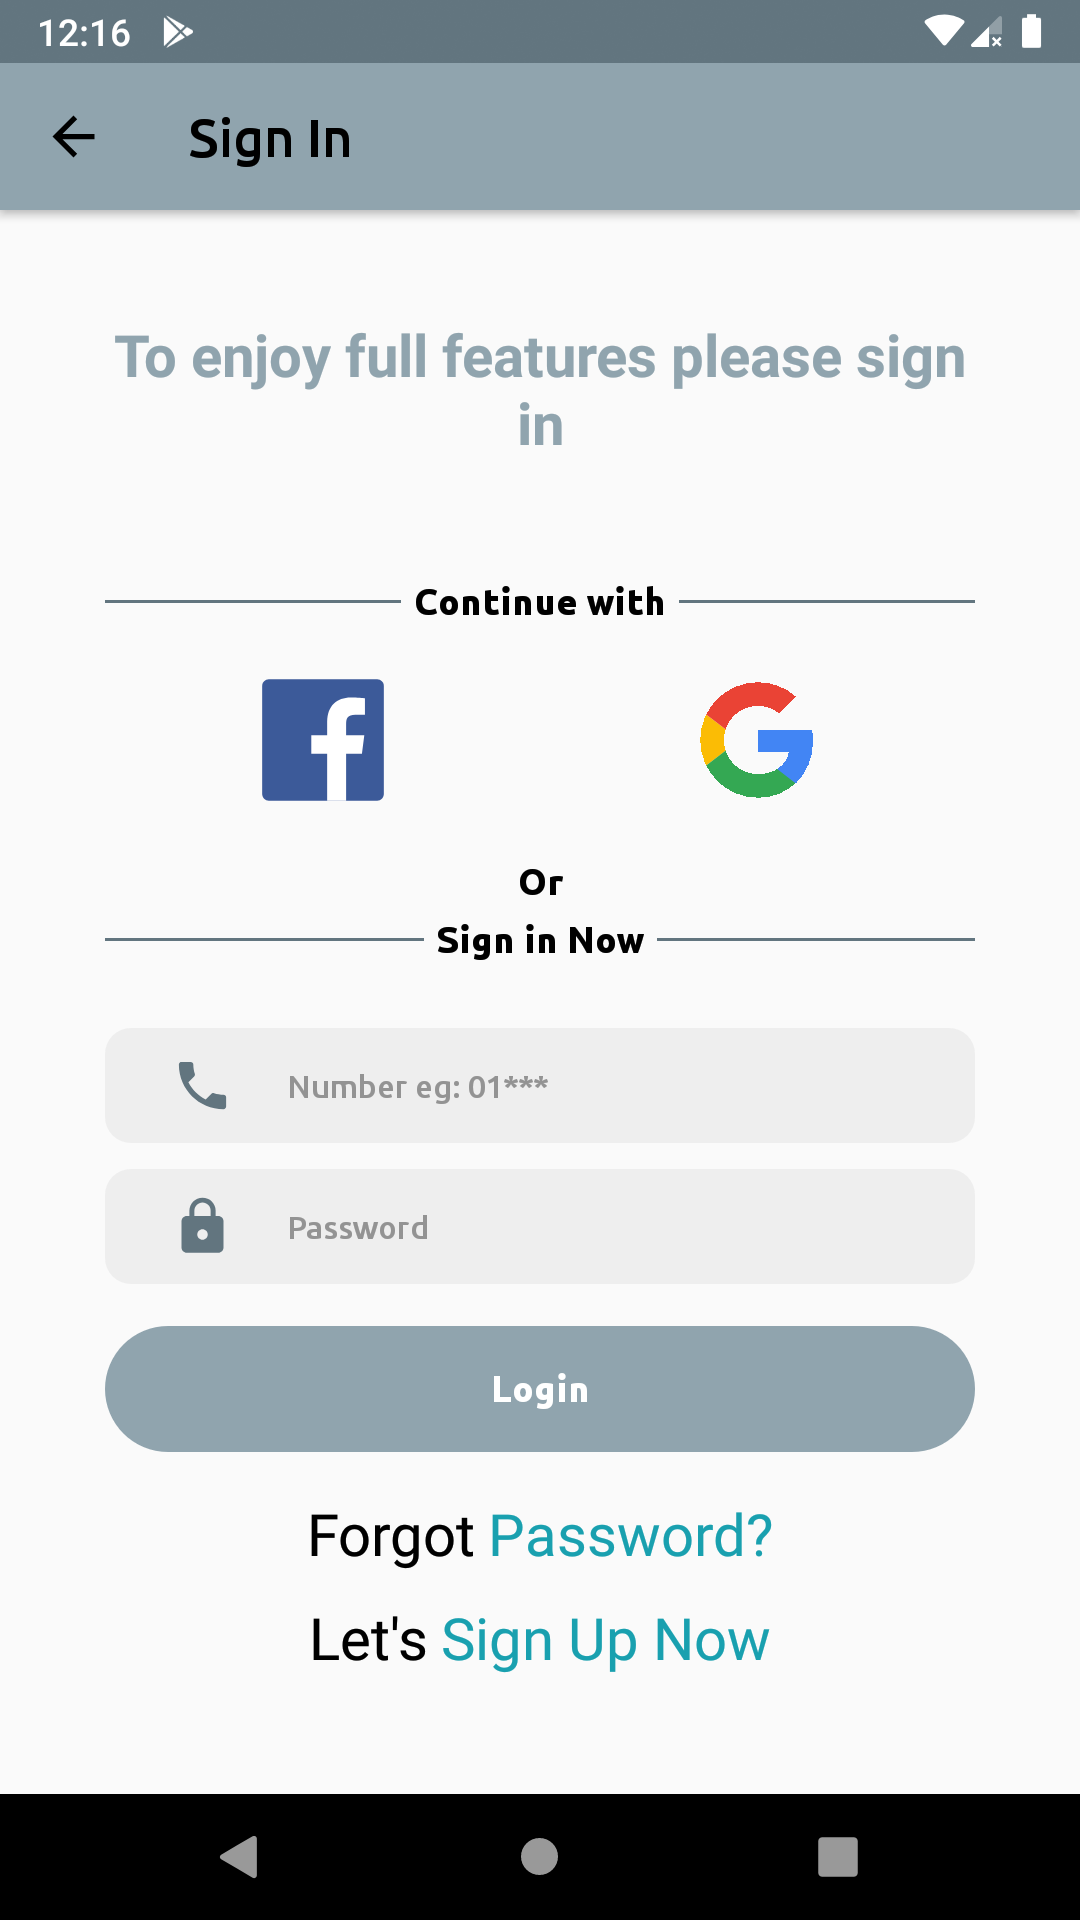 12:16
Sign In
To enjoy full features please sign
in
Continue with
Or
Sign in Now
Number eg: 01***
Password
Login
Forgot Password?
Let's Sign Up Now